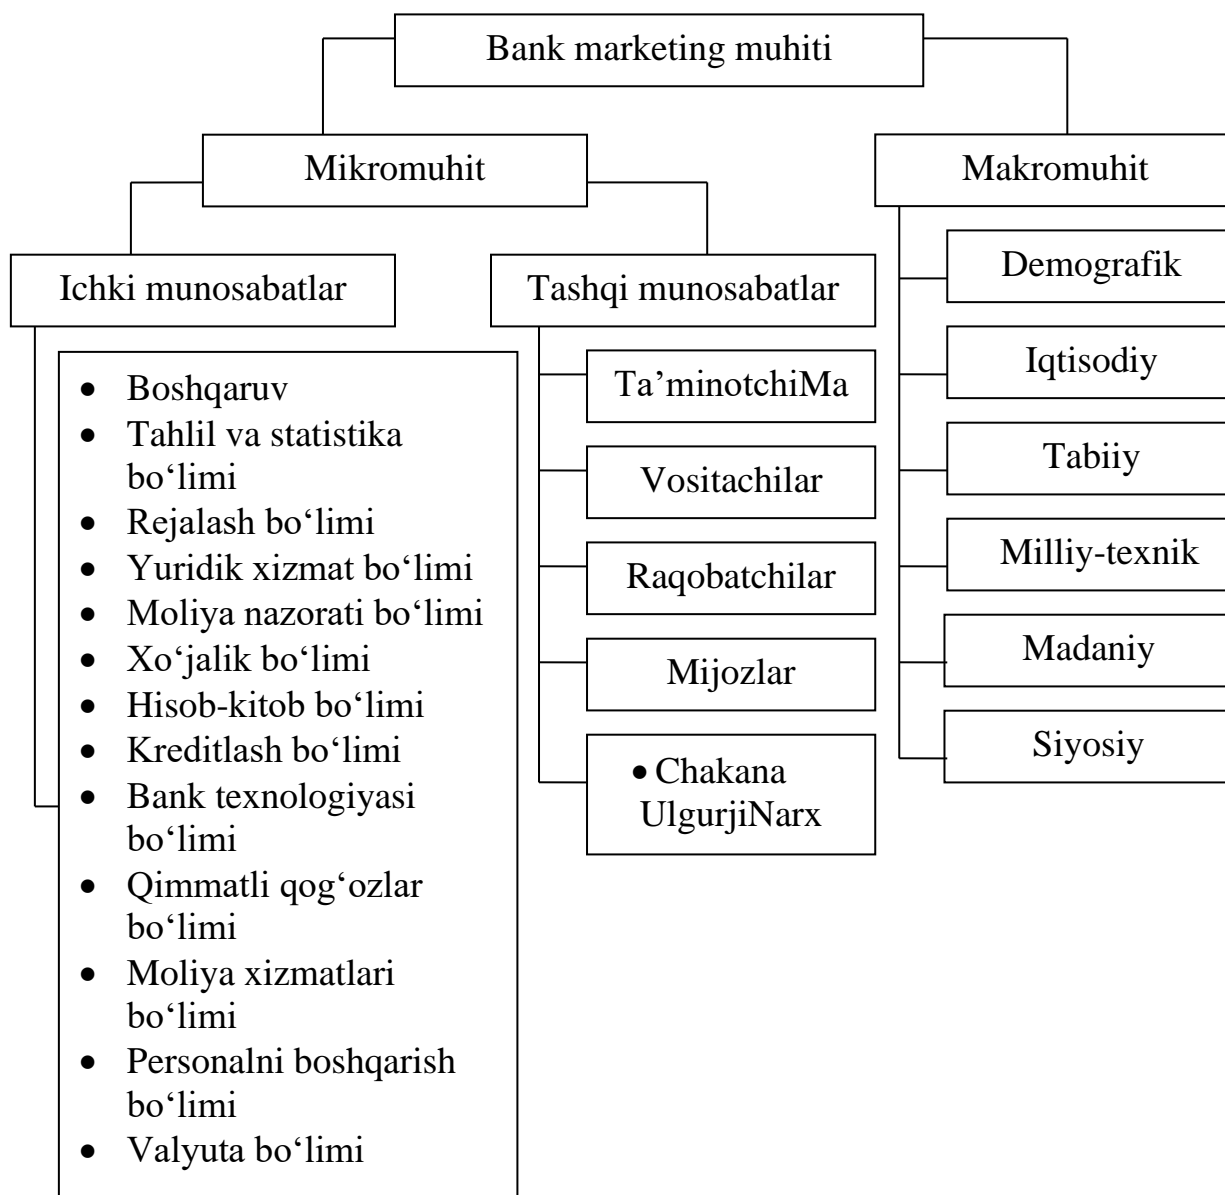 Bank marketing muhiti
Mikromuhit
Makromuhit
Ichki munosabatlar
Tashqi munosabatlar
• Boshqaruv
• Tahlil va statistika
bo‘limi
• Rejalash bo‘limi
• Yuridik xizmat bo‘limi
• Moliya nazorati bo‘limi
• Xo‘jalik bo‘limi
• Hisob-kitob bo‘limi
• Kreditlash bo‘limi
• Bank texnologiyasi
bo‘limi
• Qimmatli qog‘ozlar
bo‘limi
• Moliya xizmatlari
bo‘limi
• Personalni boshqarish
bo‘limi
• Valyuta bo‘limi
Ta’minotchiMa
Vositachilar
Raqobatchilar
Mijozlar
• Chakana
UlgurjiNarx
Demografik
Iqtisodiy
Tabiiy
Milliy-texnik
Madaniy
Siyosiy